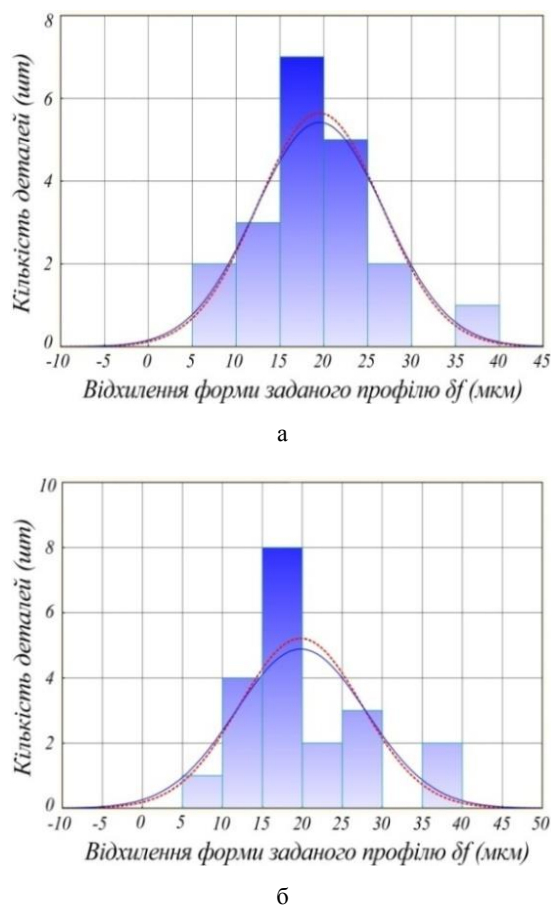 8
6
4
2
0
Кількість деталей (шт)
-10 -5 0 5 10 15 20 25 30 35 40 45
Відхилення форми заданого профілю δf (мкм)
а
10
8
6
4
2
0
Кількість деталей (шт)
-10 -5 0 5 10 15 20 25 30 35 40 45 50
Відхилення форми заданого профілю δf (мкм)
б